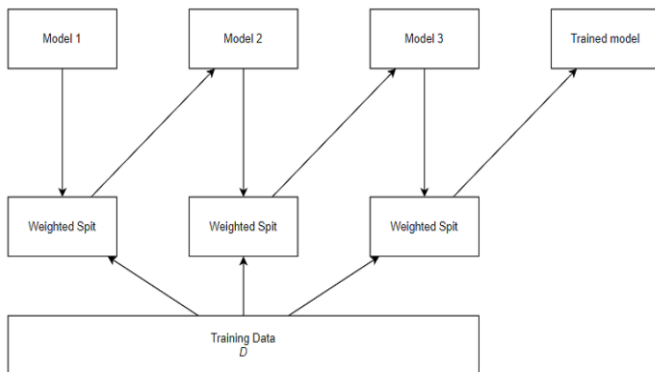 Model 1
Model 2
Model 3
Trained model
Weighted Spit
Weighted Spit
Weighted Spit
Training Data
D